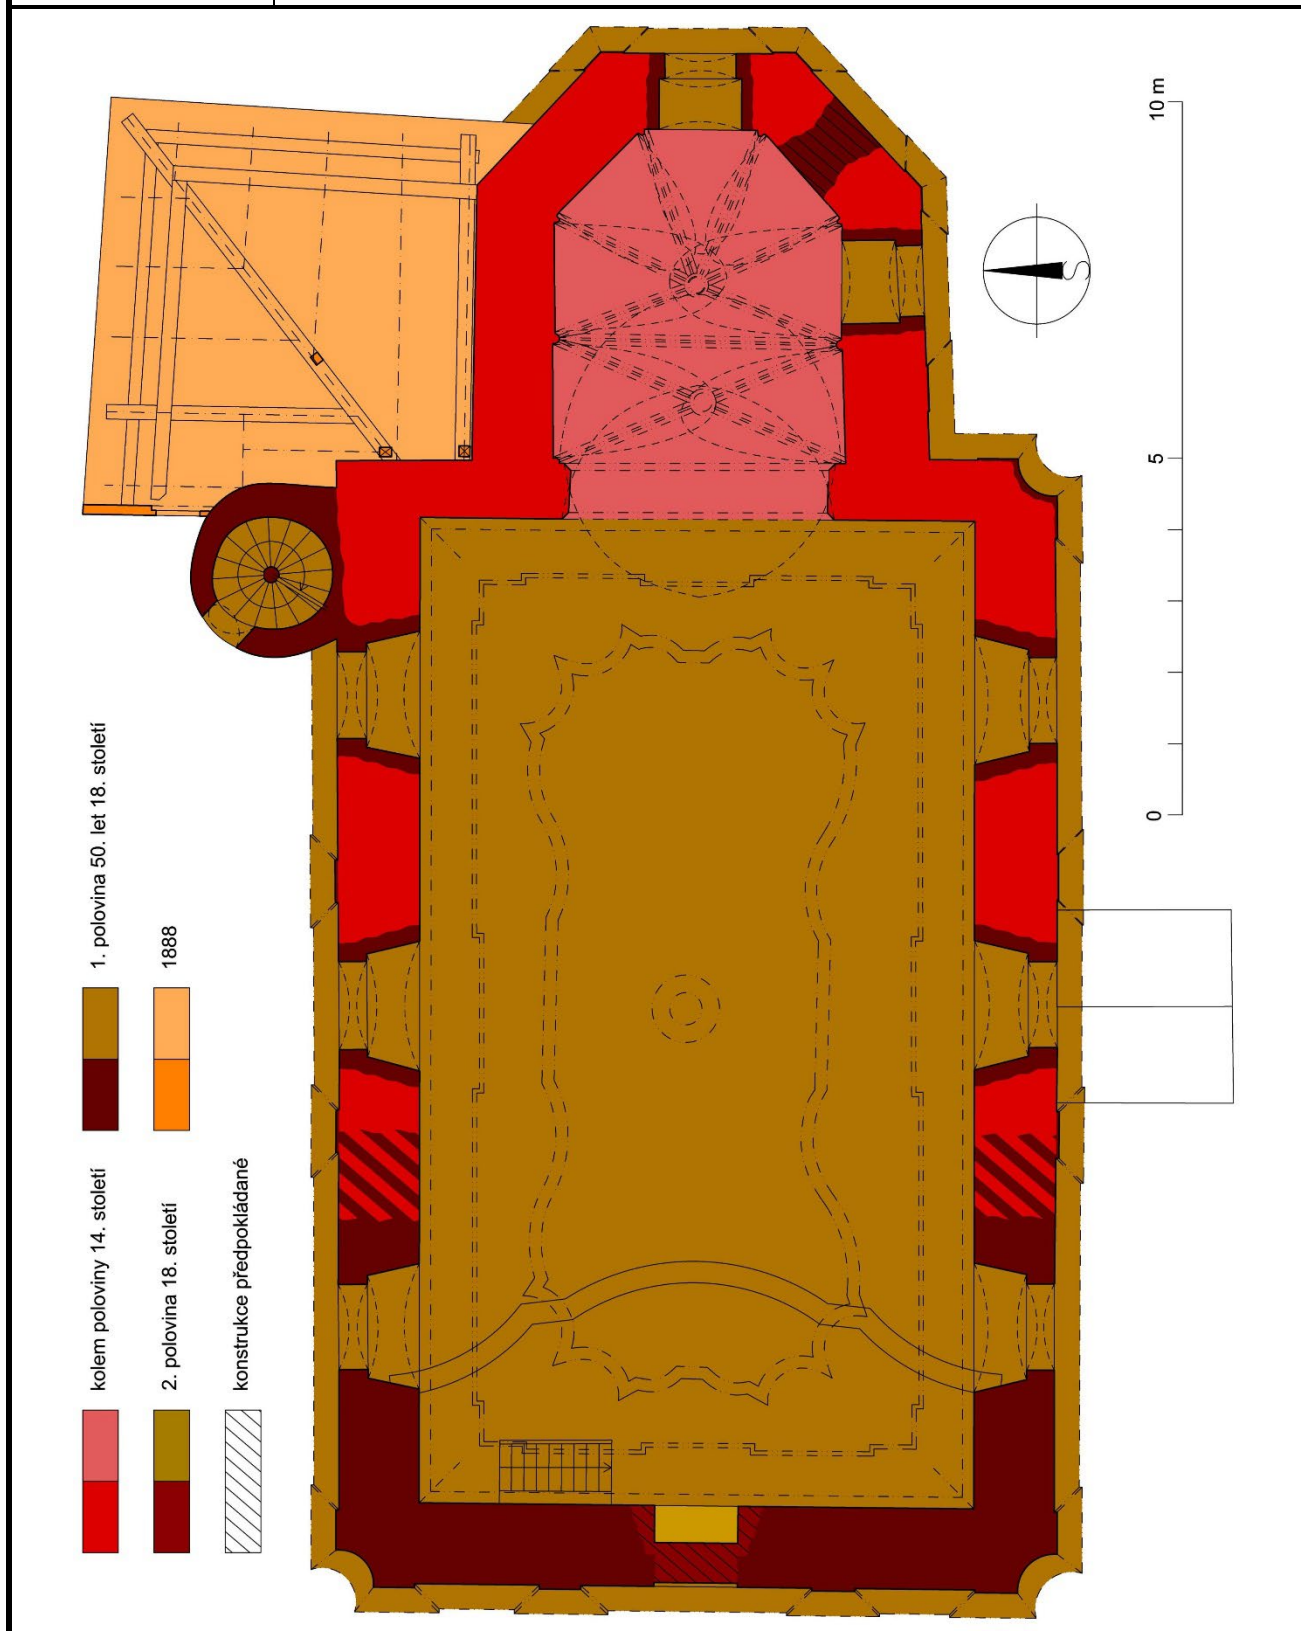 kolem poloviny 14. století
1. polovina 50. let 18. století
2. polovina 18. století
1888
konstrukce předpokládané
S
0
5
10 m